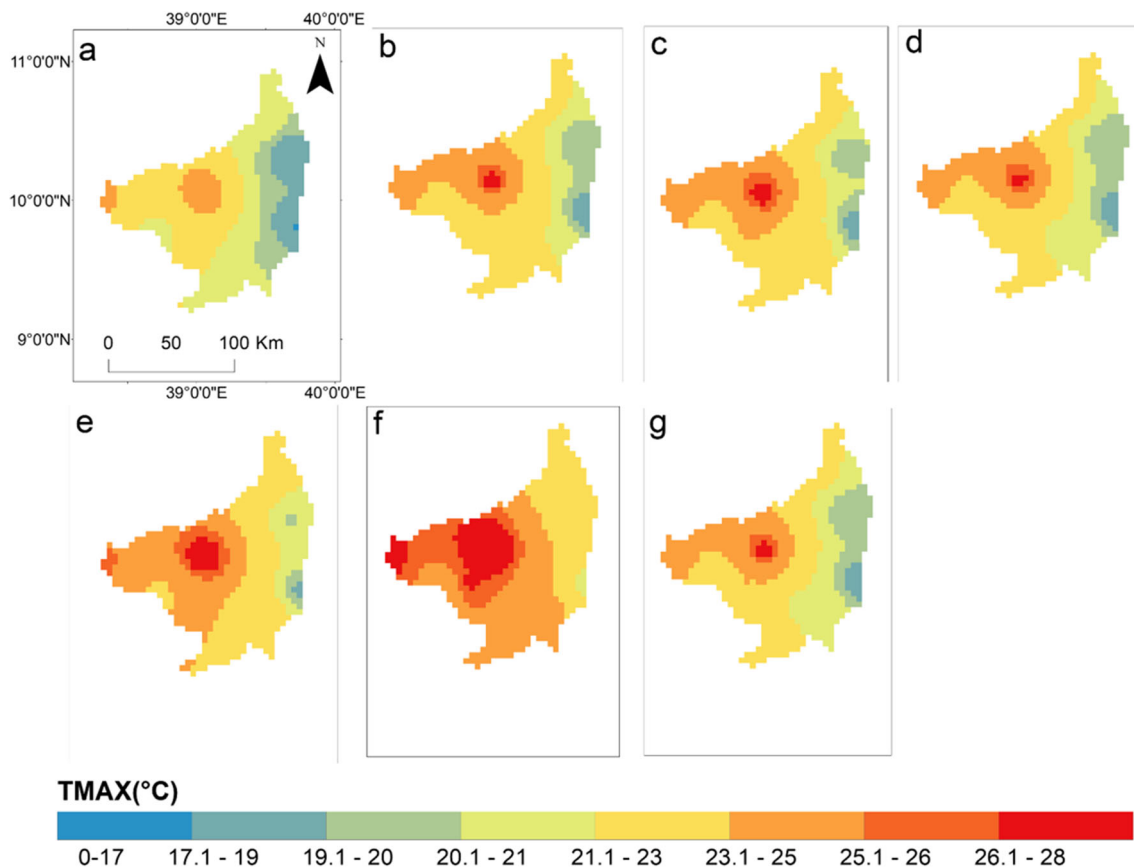 39°0'0"E 40°0'0"E
a N b c d
11°0'0"N
10°0'0"N
9°0'0"N
0 50 100 Km
39°0'0"E 40°0'0"E
e f g
TMAX(°C)
0-17 17.1 - 19 19.1 - 20 20.1 - 21 21.1 - 23 23.1 - 25 25.1 - 26 26.1 - 28